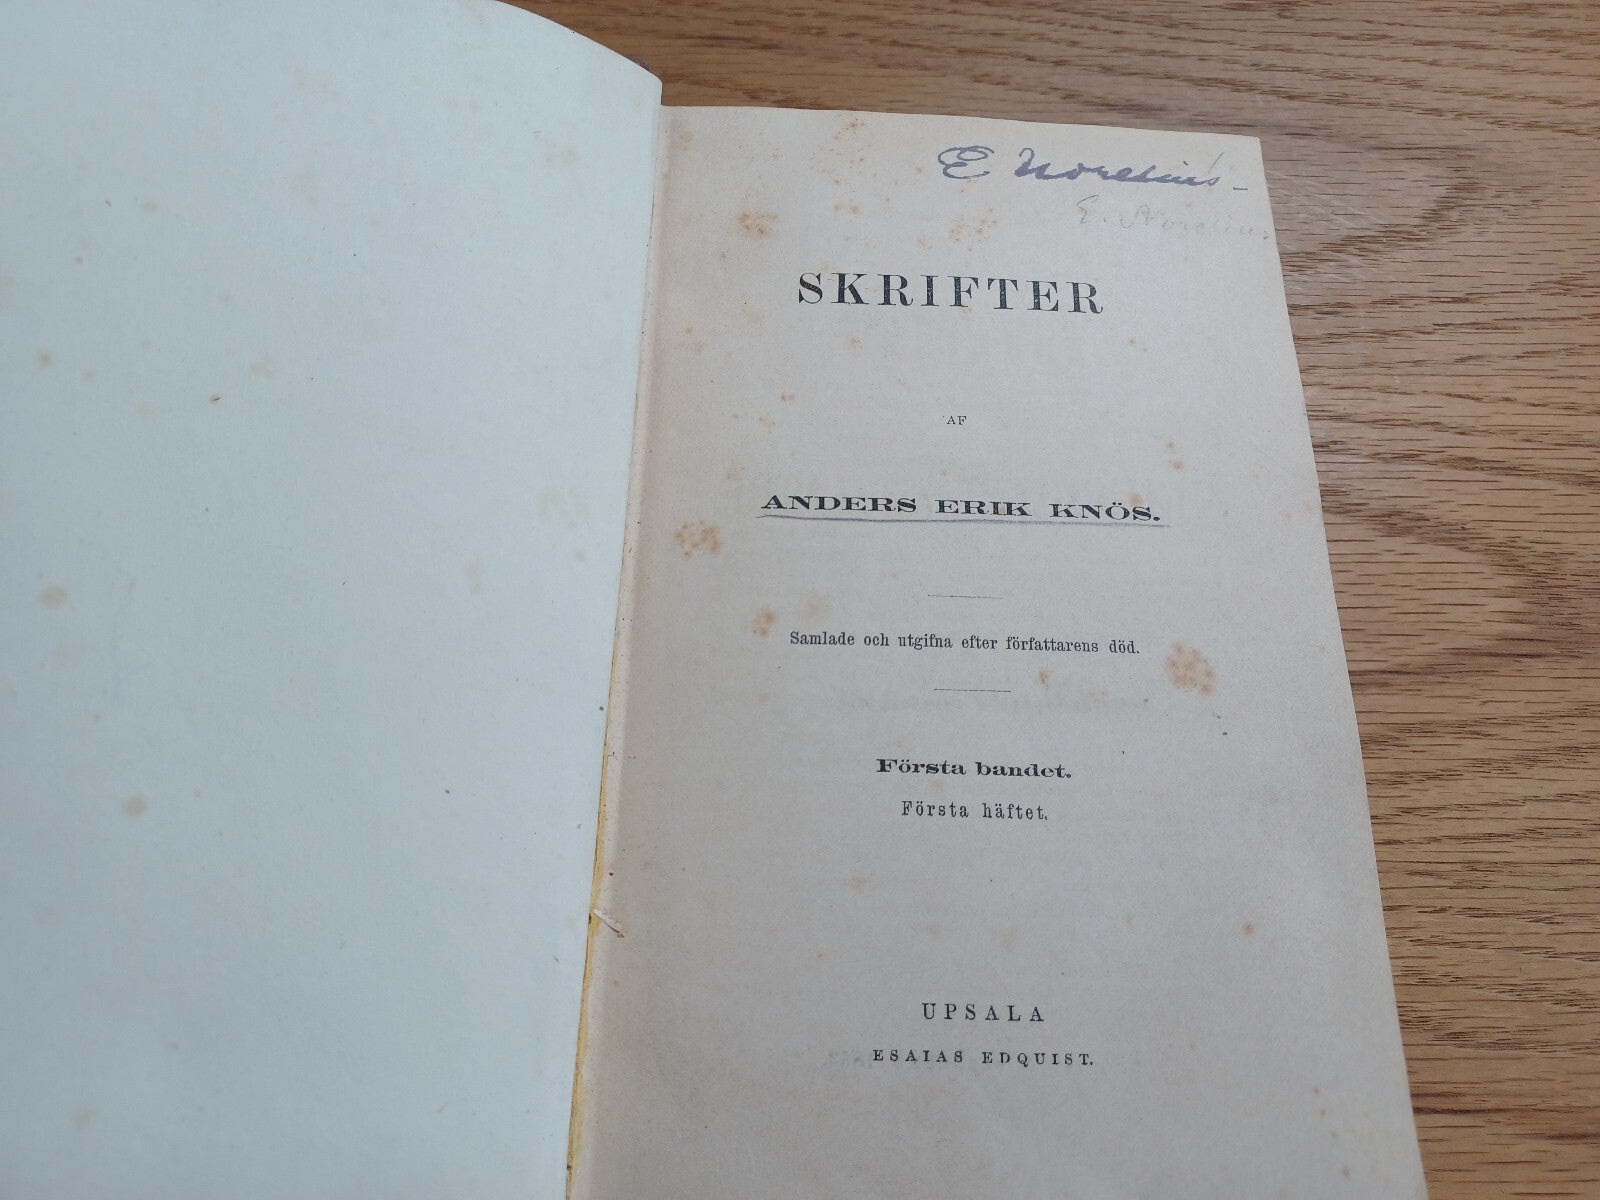 E Norelius -
E. Norelius
SKRIFTER
AF
ANDERS ERIK KNÖS.
Samlade och utgifna efter författarens död.
Första bandet.
Första häftet.
UPSALA
ESAIAS EDQUIST.